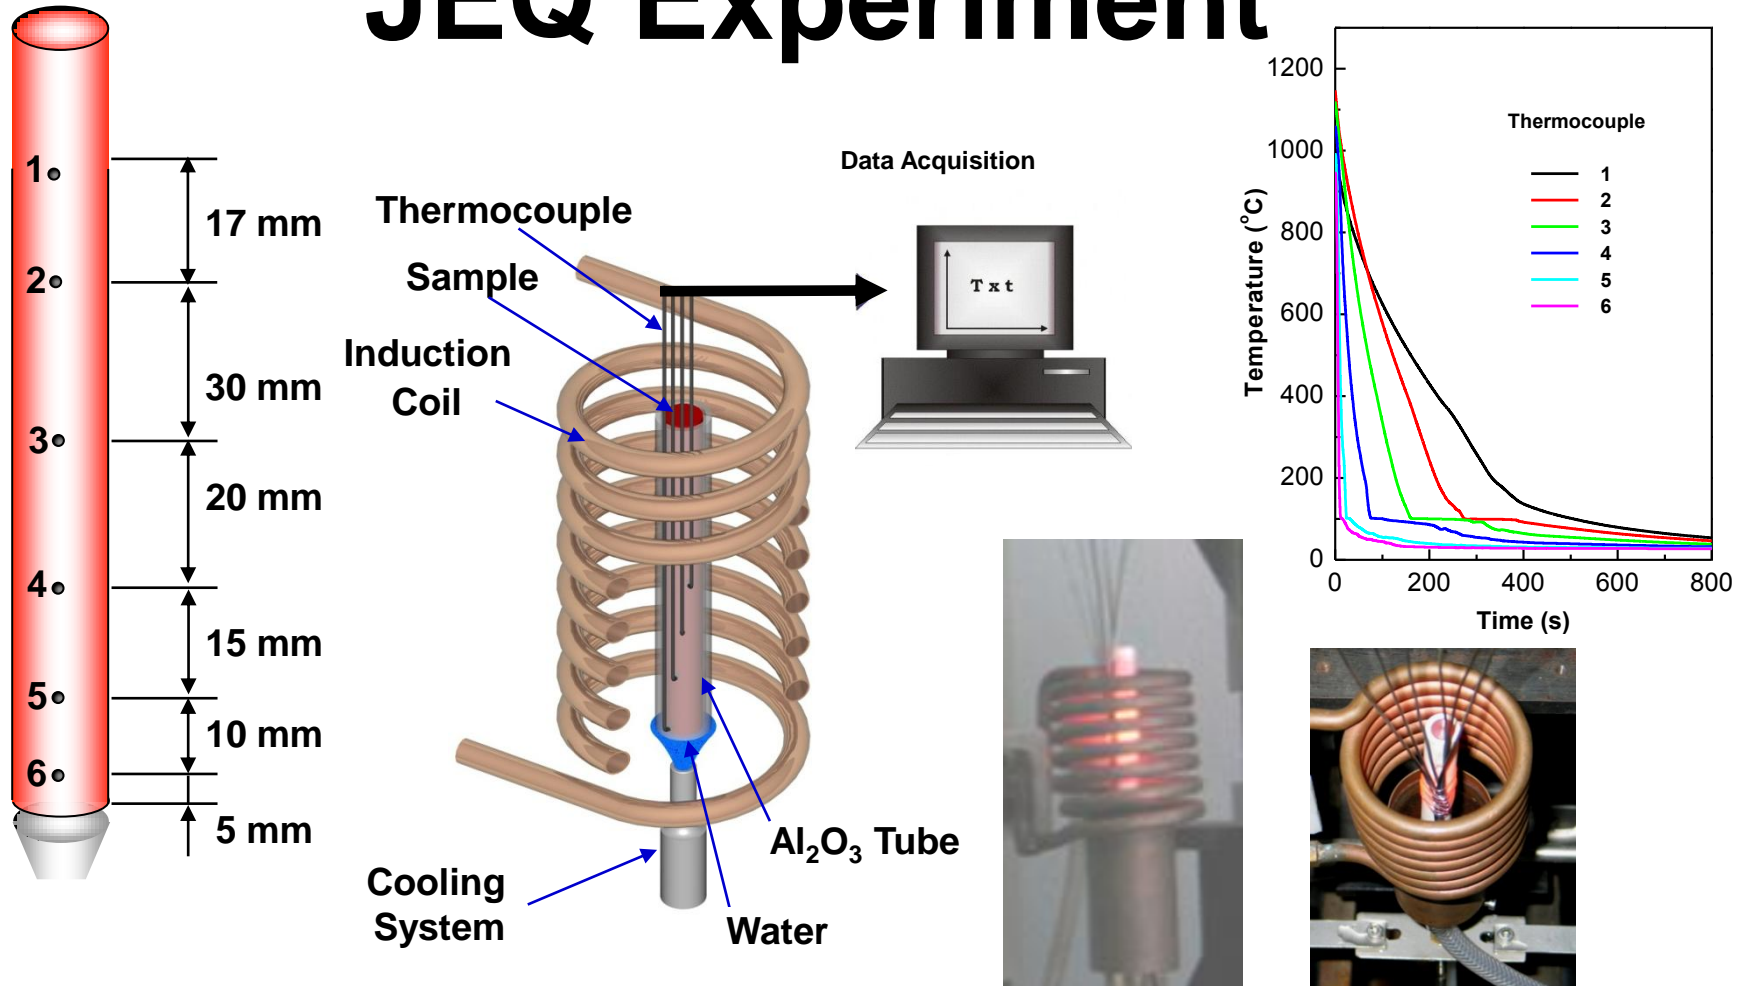 JEQ Experiment
1
2
3
4
5
6
17 mm
30 mm
20 mm
15 mm
10 mm
5 mm
Thermocouple
Sample
Induction
Coil
Cooling
System
Water
Al₂O₃ Tube
Data Acquisition
Txt
Thermocouple
1
2
3
4
5
6
Temperature (°C)
1200
1000
800
600
400
200
0
0 200 400 600 800
Time (s)